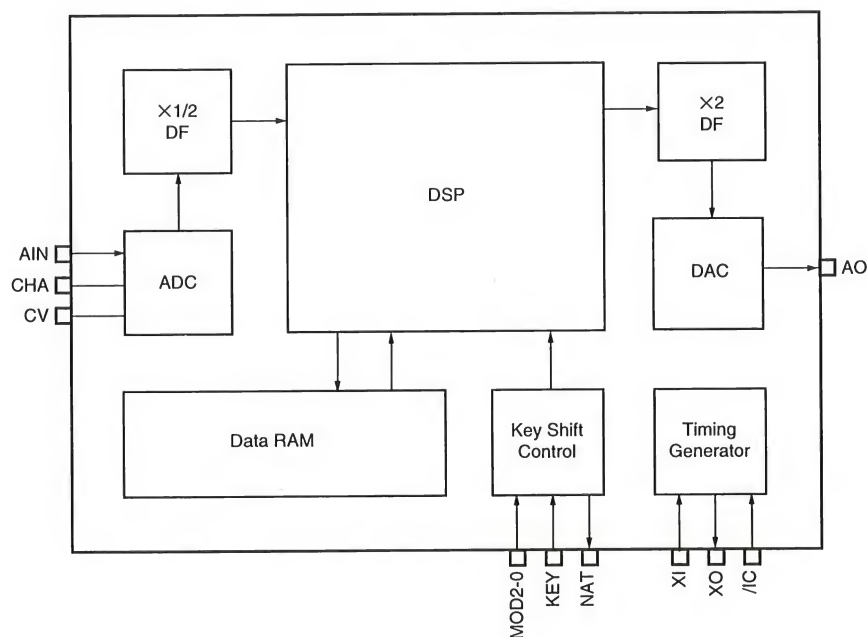 ×1/2
DF
DSP
×2
DF
AIN
CHA
CV
ADC
DAC
AO
Data RAM
Key Shift
Control
Timing
Generator
MOD2-0
KEY
NAT
XI
XO
/IC